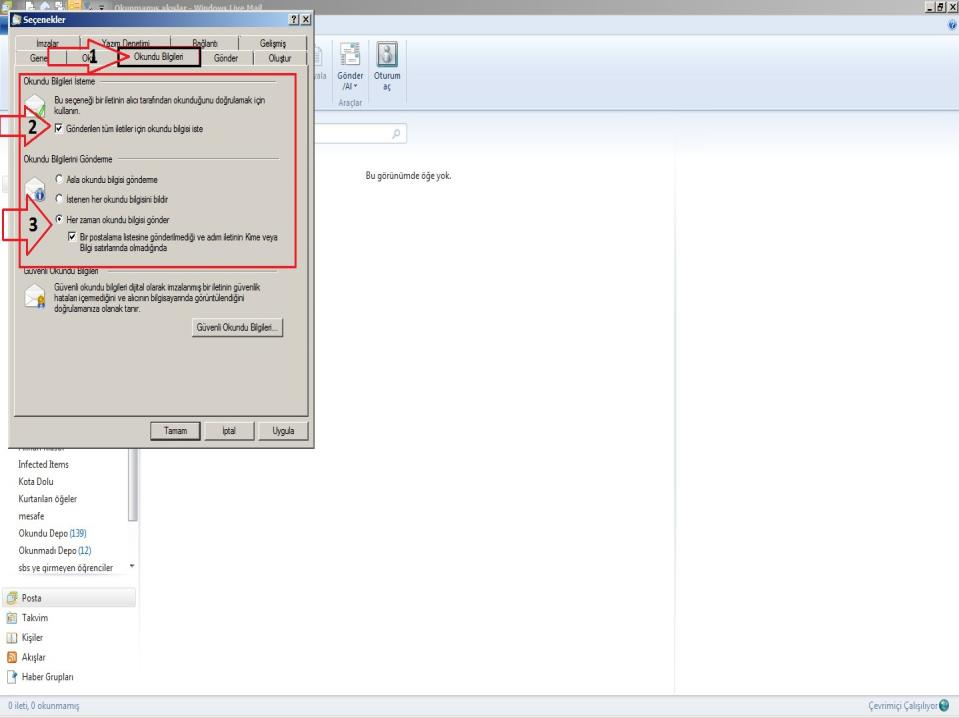 Okunmamış akışlar - Windows Live Mail
Seçenekler
İmzalar
Yazım Denetimi
Bağlantı
Gelişmiş
1
Okundu Bilgileri
Gönder
Oluştur
Okundu Bilgileri İsteme
Bu seçeneği bir iletinin alıcı tarafından okunduğunu doğrulamak için
kullanın.
2
Gönderilen tüm iletiler için okundu bilgisi iste
Okundu Bilgilerini Gönderme
Asla okundu bilgisi gönderme
İstenen her okundu bilgisini bildir
3
Her zaman okundu bilgisi gönder
Bir postalama listesine gönderilmediği ve adım iletinin Kime veya
Bilgi satırlarında olmadığında
Güvenli Okundu Bilgileri
Güvenli okundu bilgileri dijital olarak imzalanmış bir iletinin güvenlik
hataları içermediğini ve alıcının bilgisayarında görüntülendiğini
doğrulamanıza olanak tanır.
Güvenli Okundu Bilgileri...
Tamam
İptal
Uygula
Gönder
/Al
Oturum
aç
Araçlar
Bu görünümde öğe yok.
Infected Items
Kota Dolu
Kurtarılan öğeler
mesafe
Okundu Depo (139)
Okunmadı Depo (12)
sbs ye girmeyen öğrenciler
Posta
Takvim
Kişiler
Akışlar
Haber Grupları
0 ileti, 0 okunmamış
Çevrimiçi Çalışılıyor